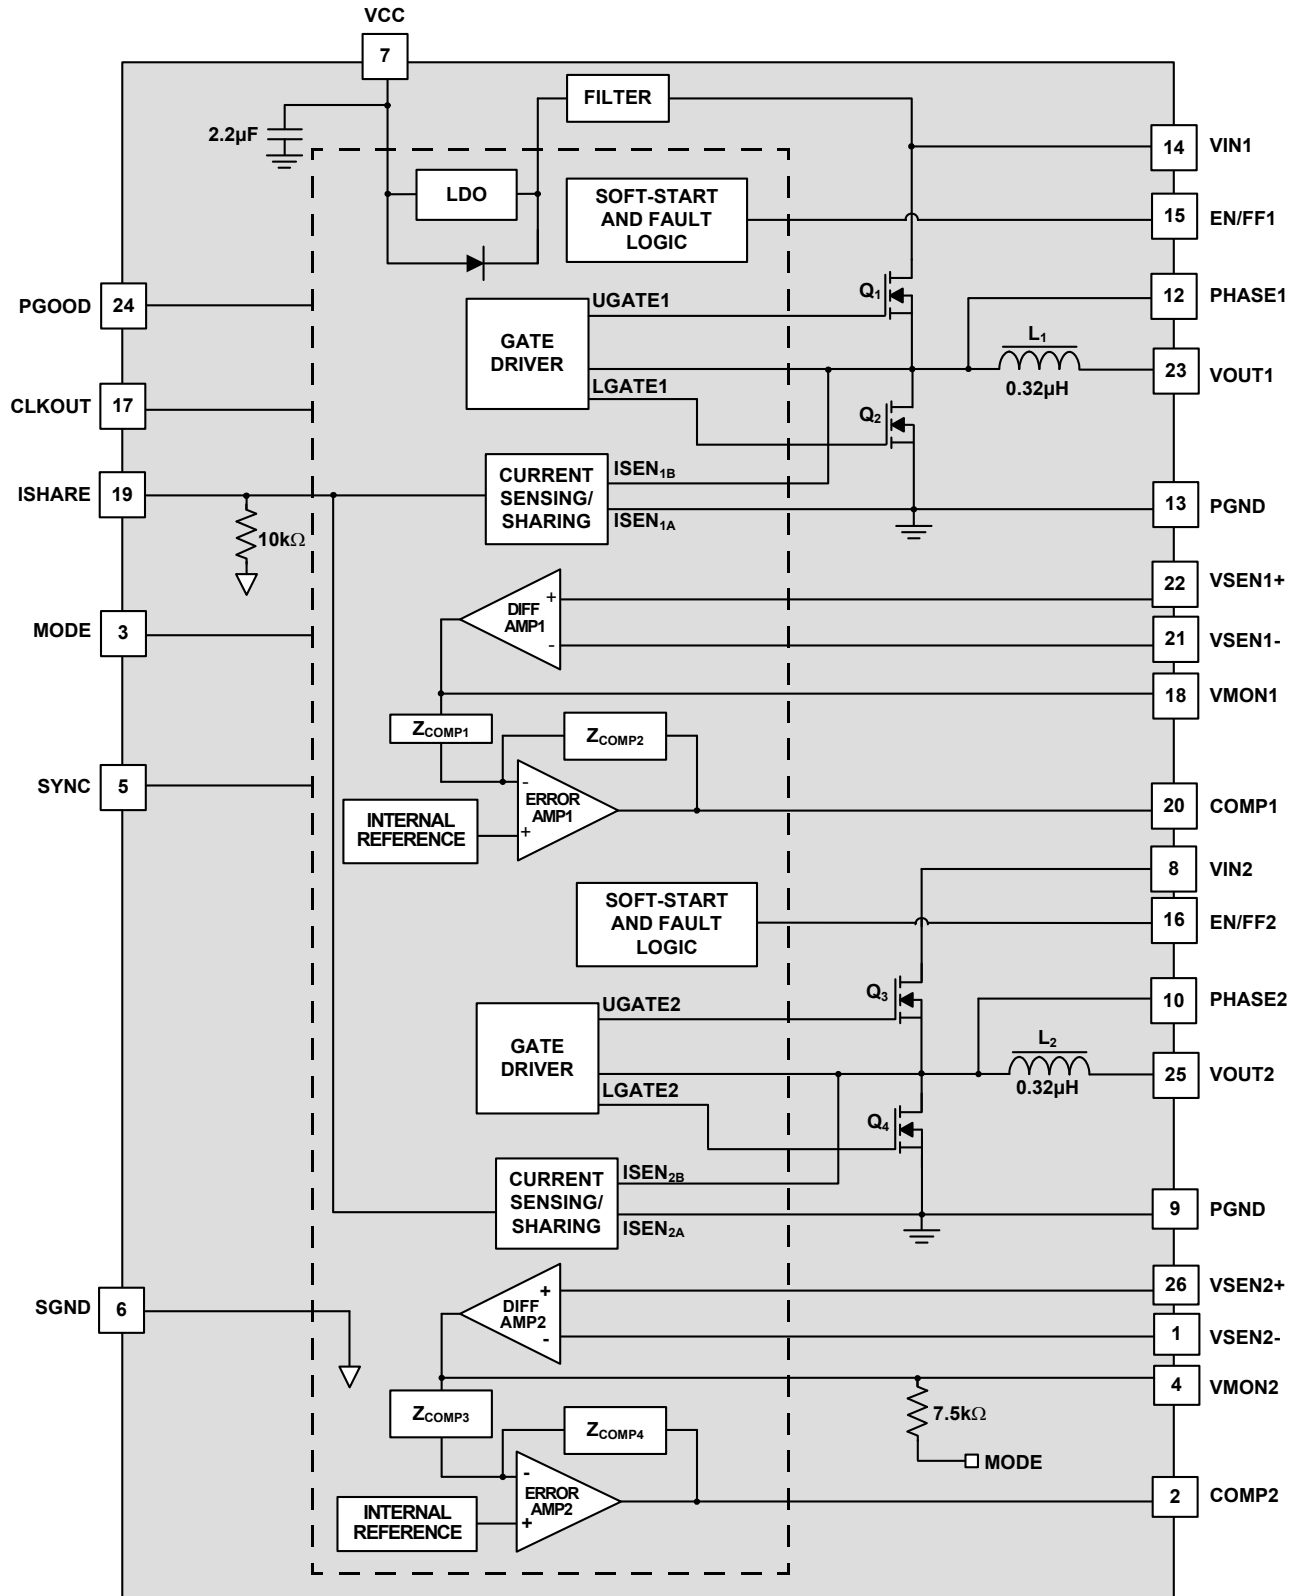 VCC
7
FILTER
2.2µF
14 VIN1
LDO
SOFT-START
AND FAULT
LOGIC
15 EN/FF1
PGOOD 24
UGATE1
Q1
12 PHASE1
GATE
DRIVER
L1
0.32µH
23 VOUT1
CLKOUT 17
LGATE1
Q2
ISHARE 19
CURRENT
SENSING/
SHARING
ISEN1B
ISEN1A
13 PGND
10kΩ
22 VSEN1+
MODE 3
+
DIFF
AMP1
-
21 VSEN1-
18 VMON1
ZCOMP1
ZCOMP2
SYNC 5
-
ERROR
AMP1
+
INTERNAL
REFERENCE
20 COMP1
8 VIN2
SOFT-START
AND FAULT
LOGIC
16 EN/FF2
Q3
10 PHASE2
UGATE2
GATE
DRIVER
L2
0.32µH
25 VOUT2
LGATE2
Q4
CURRENT
SENSING/
SHARING
ISEN2B
ISEN2A
9 PGND
SGND 6
+
DIFF
AMP2
-
26 VSEN2+
1 VSEN2-
4 VMON2
ZCOMP3
7.5kΩ
ZCOMP4
MODE
-
ERROR
AMP2
+
INTERNAL
REFERENCE
2 COMP2